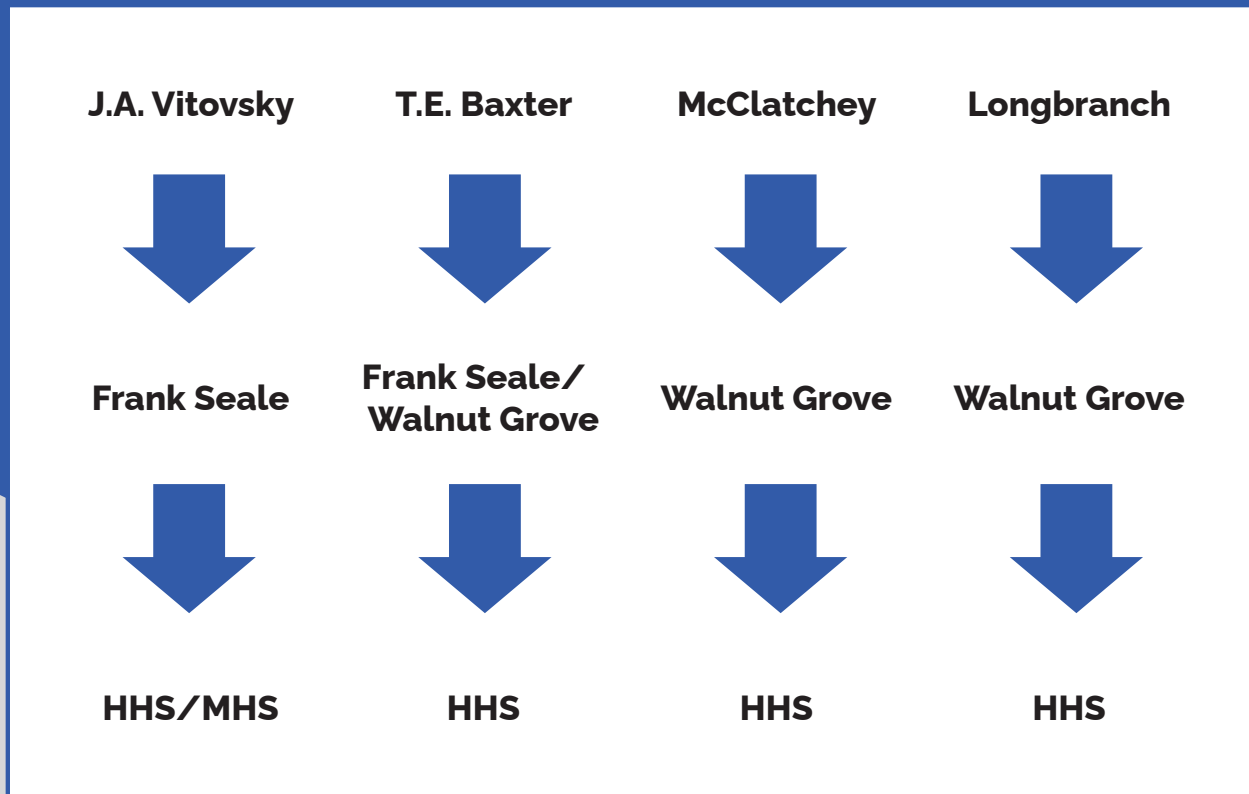 J.A. Vitovsky
T.E. Baxter
McClatchey
Longbranch
Frank Seale
Frank Seale/
Walnut Grove
Walnut Grove
Walnut Grove
HHS/MHS
HHS
HHS
HHS